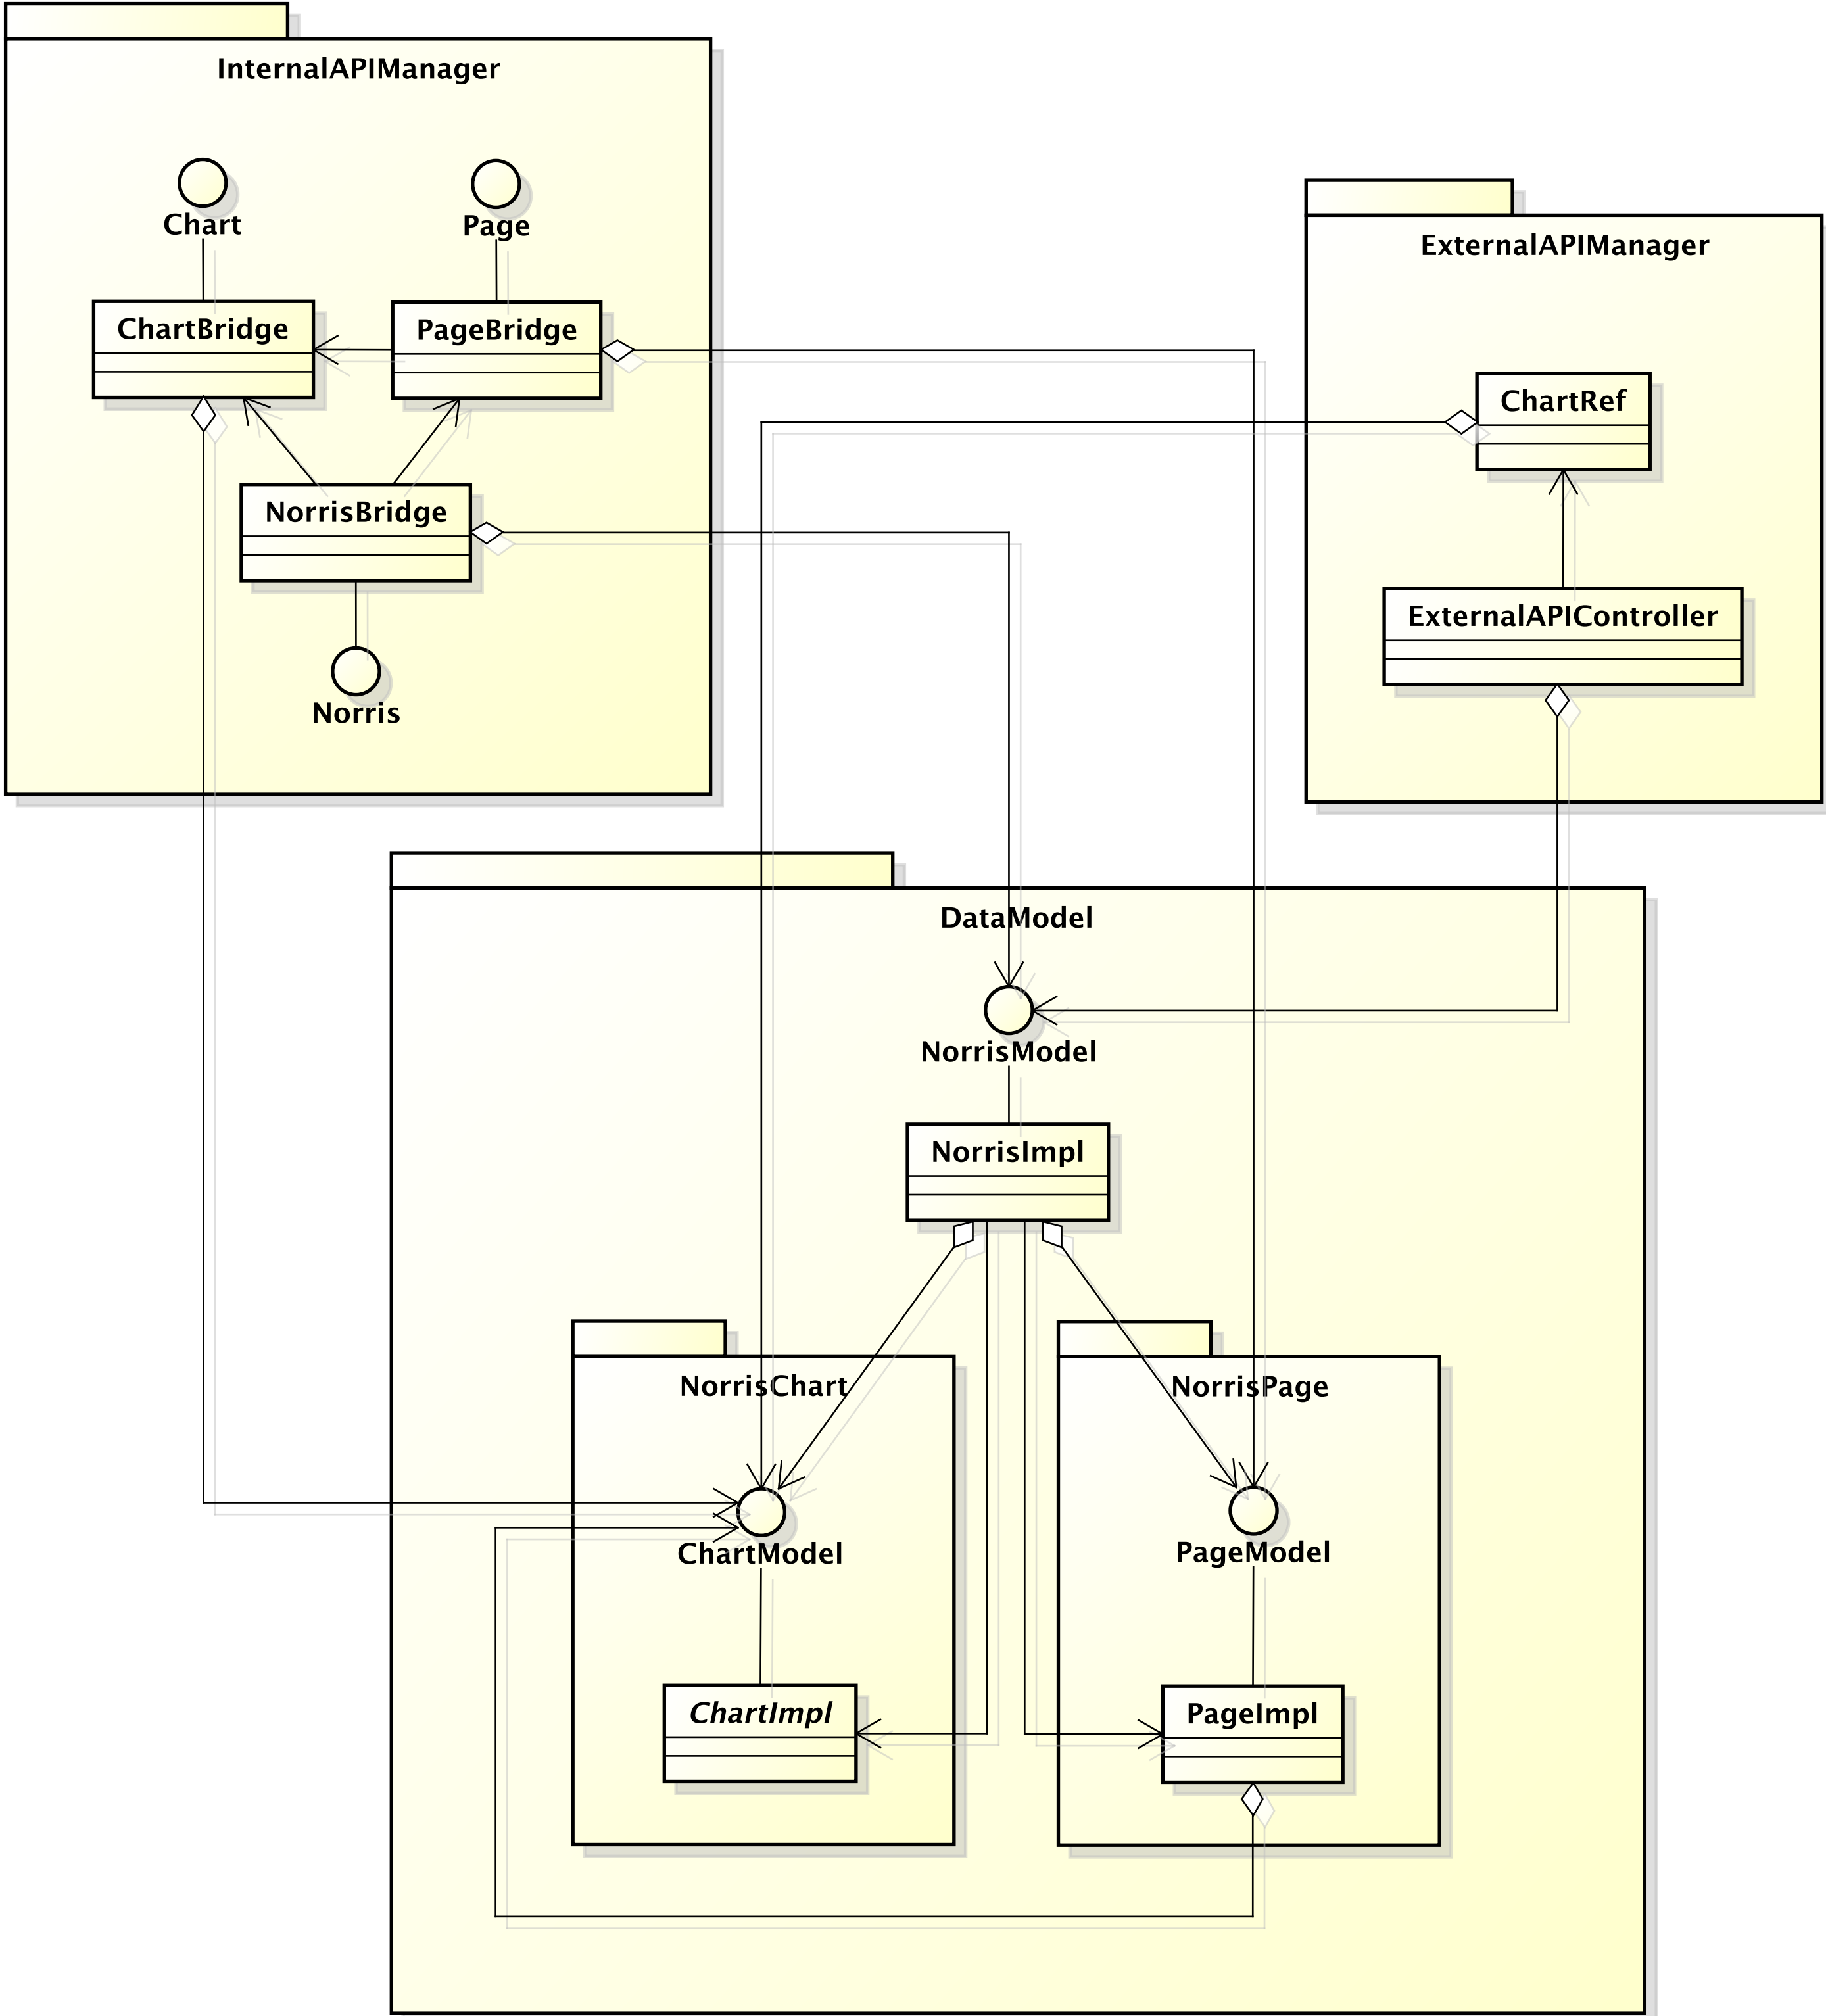 InternalAPIManager
Chart
Page
ChartBridge
PageBridge
NorrisBridge
Norris
ExternalAPIManager
ChartRef
ExternalAPIController
DataModel
NorrisModel
NorrisImpl
NorrisChart
NorrisPage
ChartModel
PageModel
ChartImpl
PageImpl